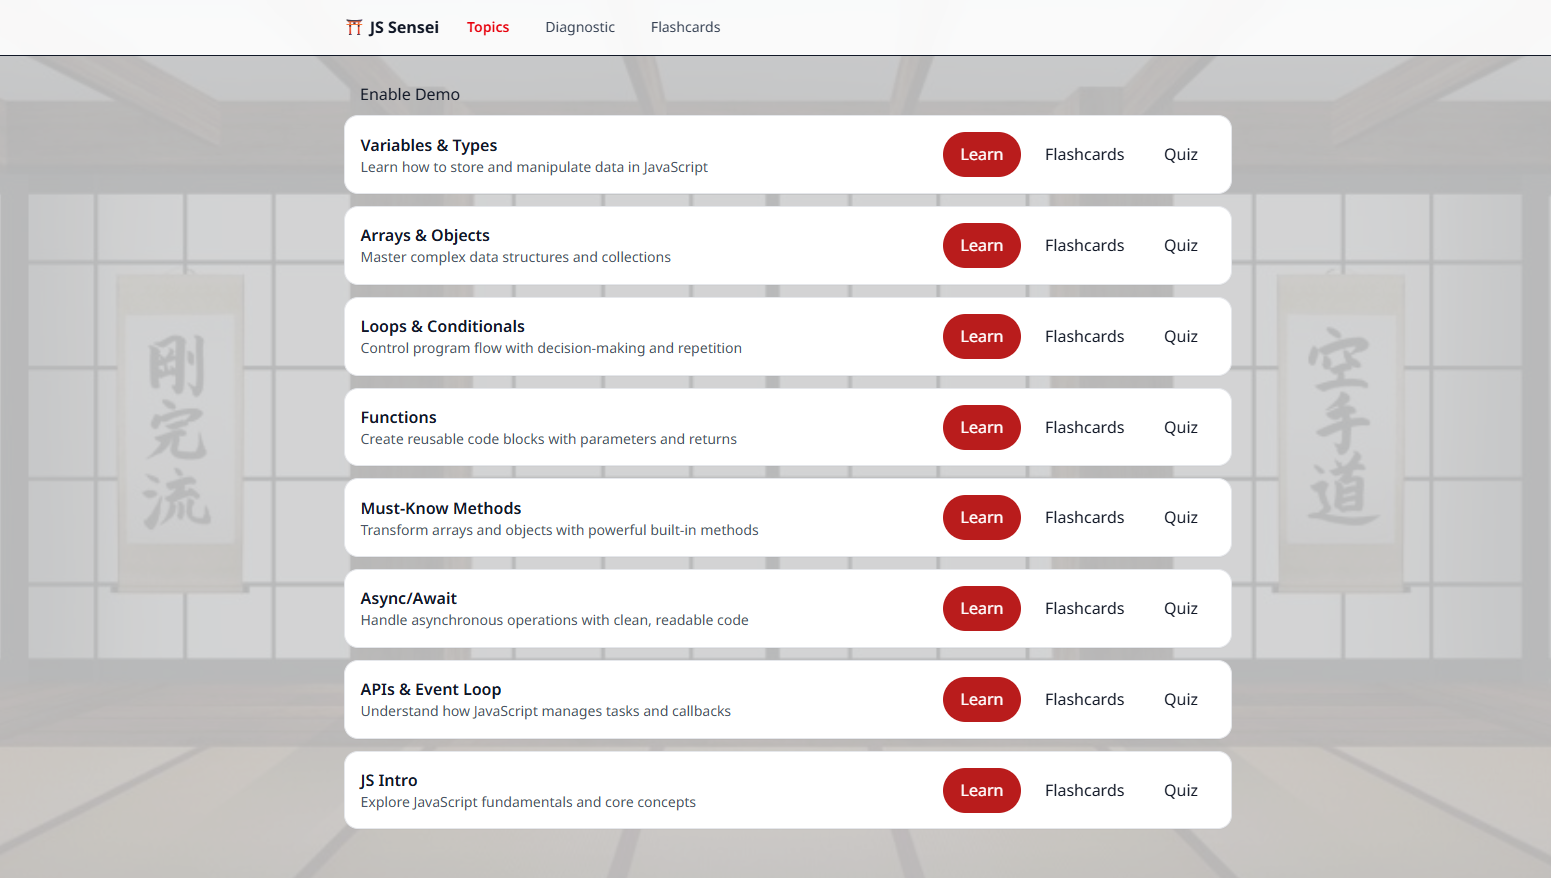 JS Sensei Topics Diagnostic Flashcards
Enable Demo
Variables & Types
Learn how to store and manipulate data in JavaScript
Learn Flashcards Quiz
Arrays & Objects
Master complex data structures and collections
Learn Flashcards Quiz
Loops & Conditionals
Control program flow with decision-making and repetition
Learn Flashcards Quiz
Functions
Create reusable code blocks with parameters and returns
Learn Flashcards Quiz
Must-Know Methods
Transform arrays and objects with powerful built-in methods
Learn Flashcards Quiz
Async/Await
Handle asynchronous operations with clean, readable code
Learn Flashcards Quiz
APIs & Event Loop
Understand how JavaScript manages tasks and callbacks
Learn Flashcards Quiz
JS Intro
Explore JavaScript fundamentals and core concepts
Learn Flashcards Quiz
剛完流
空手道